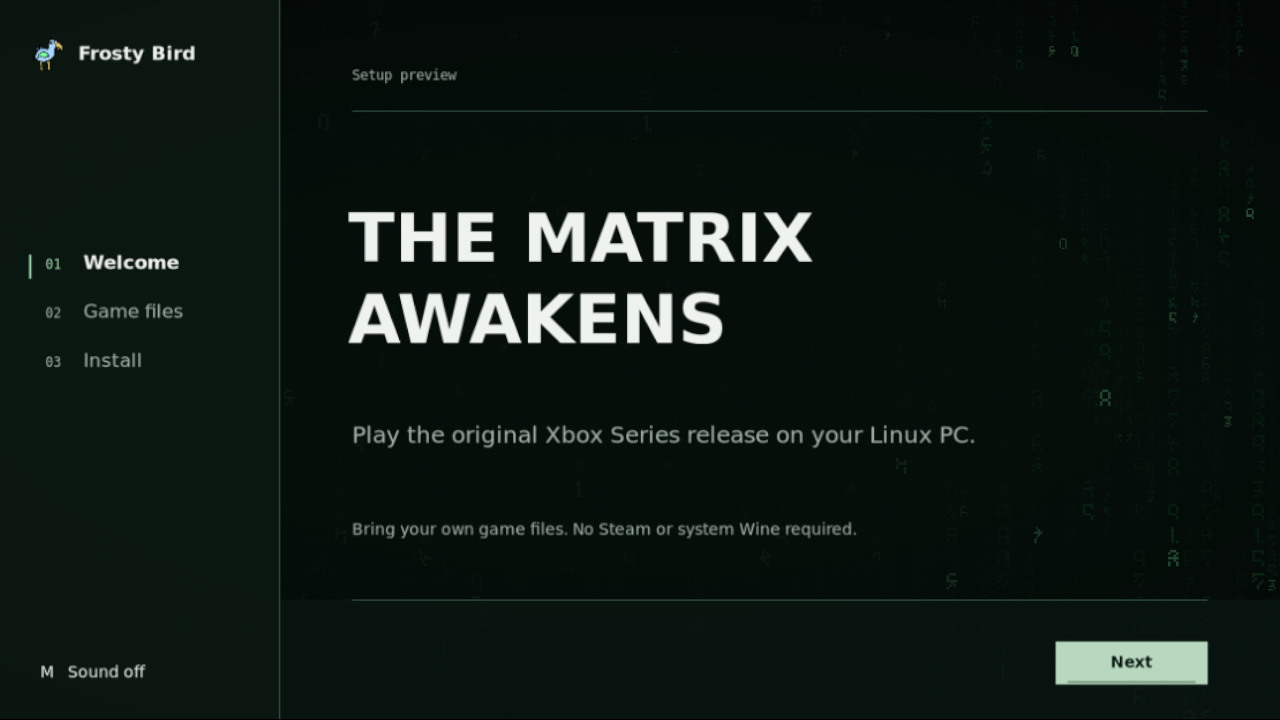 Frosty Bird
01 Welcome
02 Game files
03 Install
M Sound off
Setup preview
THE MATRIX
AWAKENS
Play the original Xbox Series release on your Linux PC.
Bring your own game files. No Steam or system Wine required.
Next